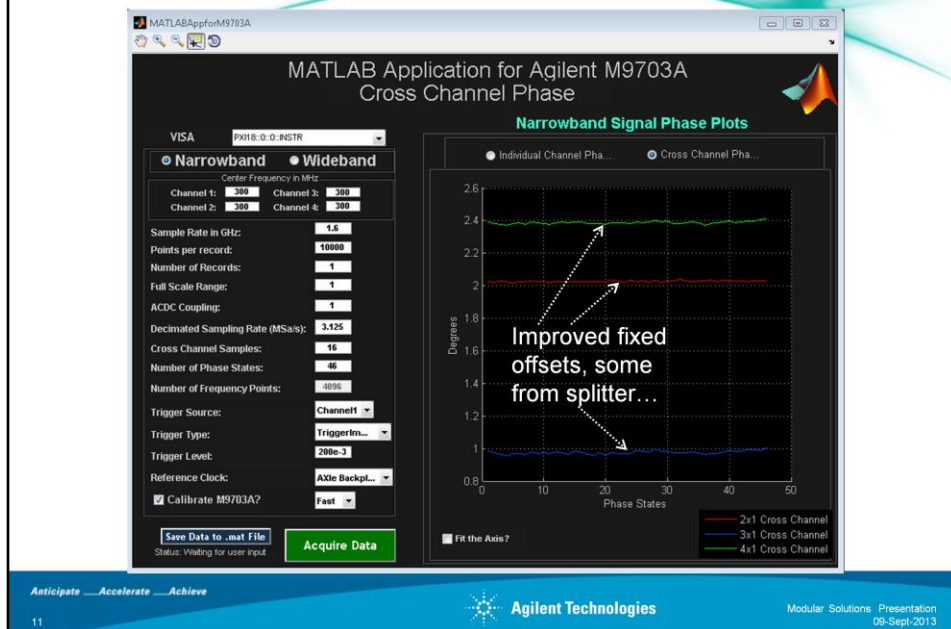 MATLABAppforM9703A
MATLAB Application for Agilent M9703A
Cross Channel Phase
VISA
PXI18::0::0::INSTR
Narrowband
Wideband
Center Frequency in MHz
Channel 1: 300 Channel 3: 300
Channel 2: 300 Channel 4: 300
Sample Rate in GHz: 1.6
Points per record: 10000
Number of Records: 1
Full Scale Range: 1
ACDC Coupling: 1
Decimated Sampling Rate (MSa/s): 3.125
Cross Channel Samples: 16
Number of Phase States: 46
Number of Frequency Points: 4096
Trigger Source: Channel1
Trigger Type: TriggerIm...
Trigger Level: 200e-3
Reference Clock: AXIe Backpl...
Calibrate M9703A? Fast
Save Data to .mat File
Status: Waiting for user input
Acquire Data
Narrowband Signal Phase Plots
Individual Channel Pha...
Cross Channel Pha...
2.6
2.4
2.2
2
1.8
1.6
1.4
1.2
1
0.8
Degrees
Improved fixed
offsets, some
from splitter…
0 10 20 30 40 50
Phase States
2x1 Cross Channel
3x1 Cross Channel
4x1 Cross Channel
Fit the Axis?
Anticipate __Accelerate __Achieve
11
Agilent Technologies
Modular Solutions Presentation
09-Sept-2013